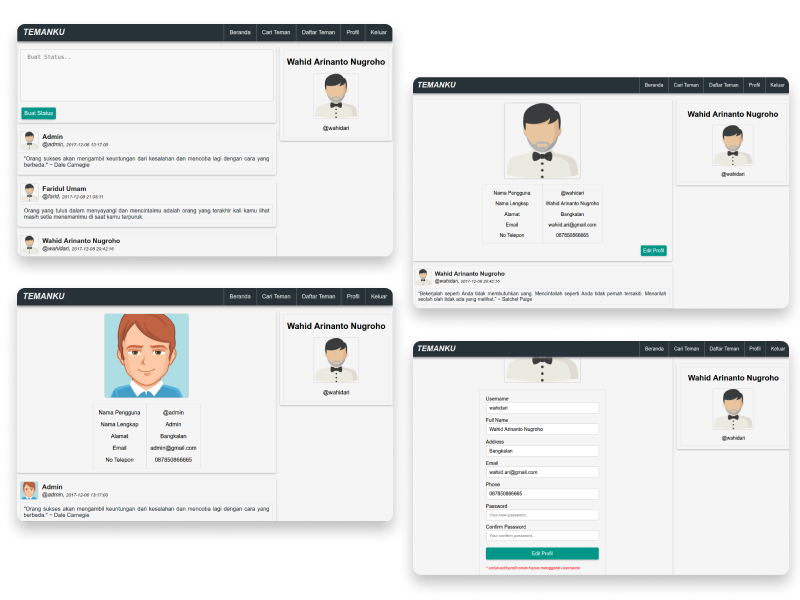 TEMANKU
Beranda
Cari Teman
Daftar Teman
Profil
Keluar
Buat Status..
Buat Status
Wahid Arinanto Nugroho
@wahidari
Admin
@admin, 2017-12-06 13:17:00
"Orang sukses akan mengambil keuntungan dari kesalahan dan mencoba lagi dengan cara yang
berbeda." ~ Dale Carnegie
Faridul Umam
@farid, 2017-12-08 21:08:11
Orang yang tulus dalam menyayangi dan mencintaimu adalah orang yang terakhir kali kamu lihat
masih setia menemanimu di saat kamu terpuruk.
Wahid Arinanto Nugroho
@wahidari, 2017-12-08 20:42:16
TEMANKU
Beranda
Cari Teman
Daftar Teman
Profil
Keluar
Nama Pengguna @wahidari
Nama Lengkap Wahid Arinanto Nugroho
Alamat Bangkalan
Email wahiid.ari@gmail.com
No Telepon 087850866665
Edit Profil
Wahid Arinanto Nugroho
@wahidari
Wahid Arinanto Nugroho
@wahidari, 2017-12-08 20:42:16
"Bekerjalah seperti Anda tidak membutuhkan uang. Mencintailah seperti Anda tidak pernah tersakiti. Menarilah
seolah olah tidak ada yang melihat." ~ Satchel Paige
TEMANKU
Beranda
Cari Teman
Daftar Teman
Profil
Keluar
Nama Pengguna @admin
Nama Lengkap Admin
Alamat Bangkalan
Email admin@gmail.com
No Telepon 087850866665
Wahid Arinanto Nugroho
@wahidari
Admin
@admin, 2017-12-06 13:17:00
"Orang sukses akan mengambil keuntungan dari kesalahan dan mencoba lagi dengan cara yang
berbeda." ~ Dale Carnegie
TEMANKU
Beranda
Cari Teman
Daftar Teman
Profil
Keluar
Username
wahidari
Full Name
Wahid Arinanto Nugroho
Address
Bangkalan
Email
wahiid.ari@gmail.com
Phone
087850866665
Password
Your new password..
Confirm Password
Your confirm password..
Edit Profil
* untuk edit profil anda harus mengganti username
Wahid Arinanto Nugroho
@wahidari